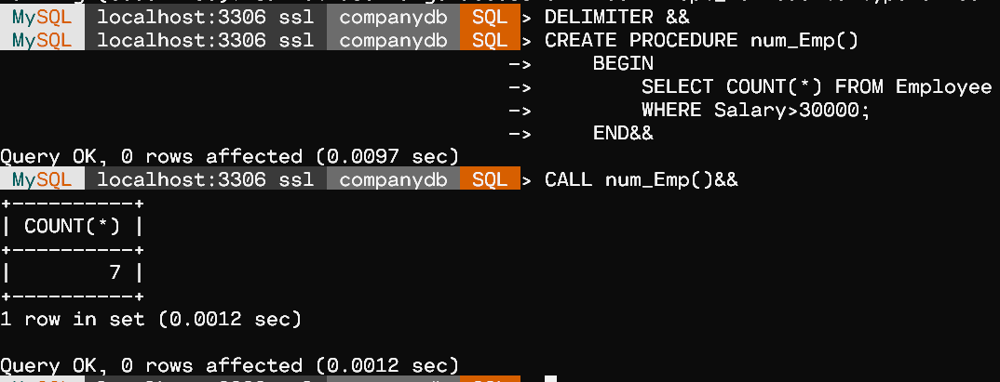 MySQL localhost:3306 ssl companydb SQL > DELIMITER &&
MySQL localhost:3306 ssl companydb SQL > CREATE PROCEDURE num_Emp()
-> BEGIN
-> SELECT COUNT(*) FROM Employee
-> WHERE Salary>30000;
-> END&&
Query OK, 0 rows affected (0.0097 sec)
MySQL localhost:3306 ssl companydb SQL > CALL num_Emp()&&
+----------+
| COUNT(*) |
+----------+
| 7 |
+----------+
1 row in set (0.0012 sec)
Query OK, 0 rows affected (0.0012 sec)